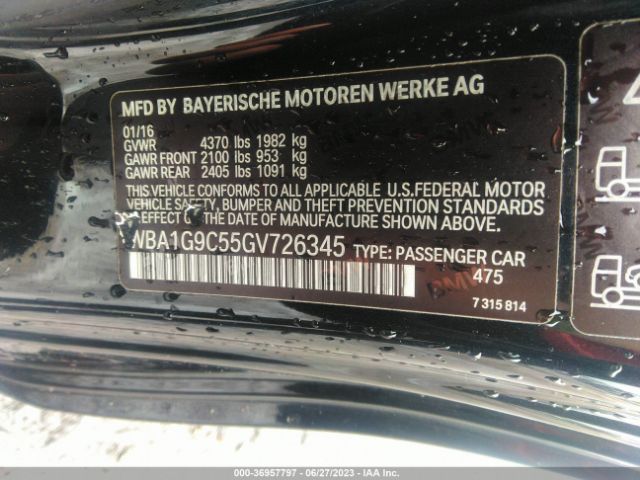 MFD BY BAYERISCHE MOTOREN WERKE AG
01/16
GVWR 4370 lbs 1982 kg
GAWR FRONT 2100 lbs 953 kg
GAWR REAR 2405 lbs 1091 kg
THIS VEHICLE CONFORMS TO ALL APPLICABLE U.S.FEDERAL MOTOR
VEHICLE SAFETY, BUMPER AND THEFT PREVENTION STANDARDS
IN EFFECT ON THE DATE OF MANUFACTURE SHOWN ABOVE.
WBA1G9C55GV726345 TYPE: PASSENGER CAR
475
7 315 814
000-36957797 - 06/27/2023 - IAA Inc.